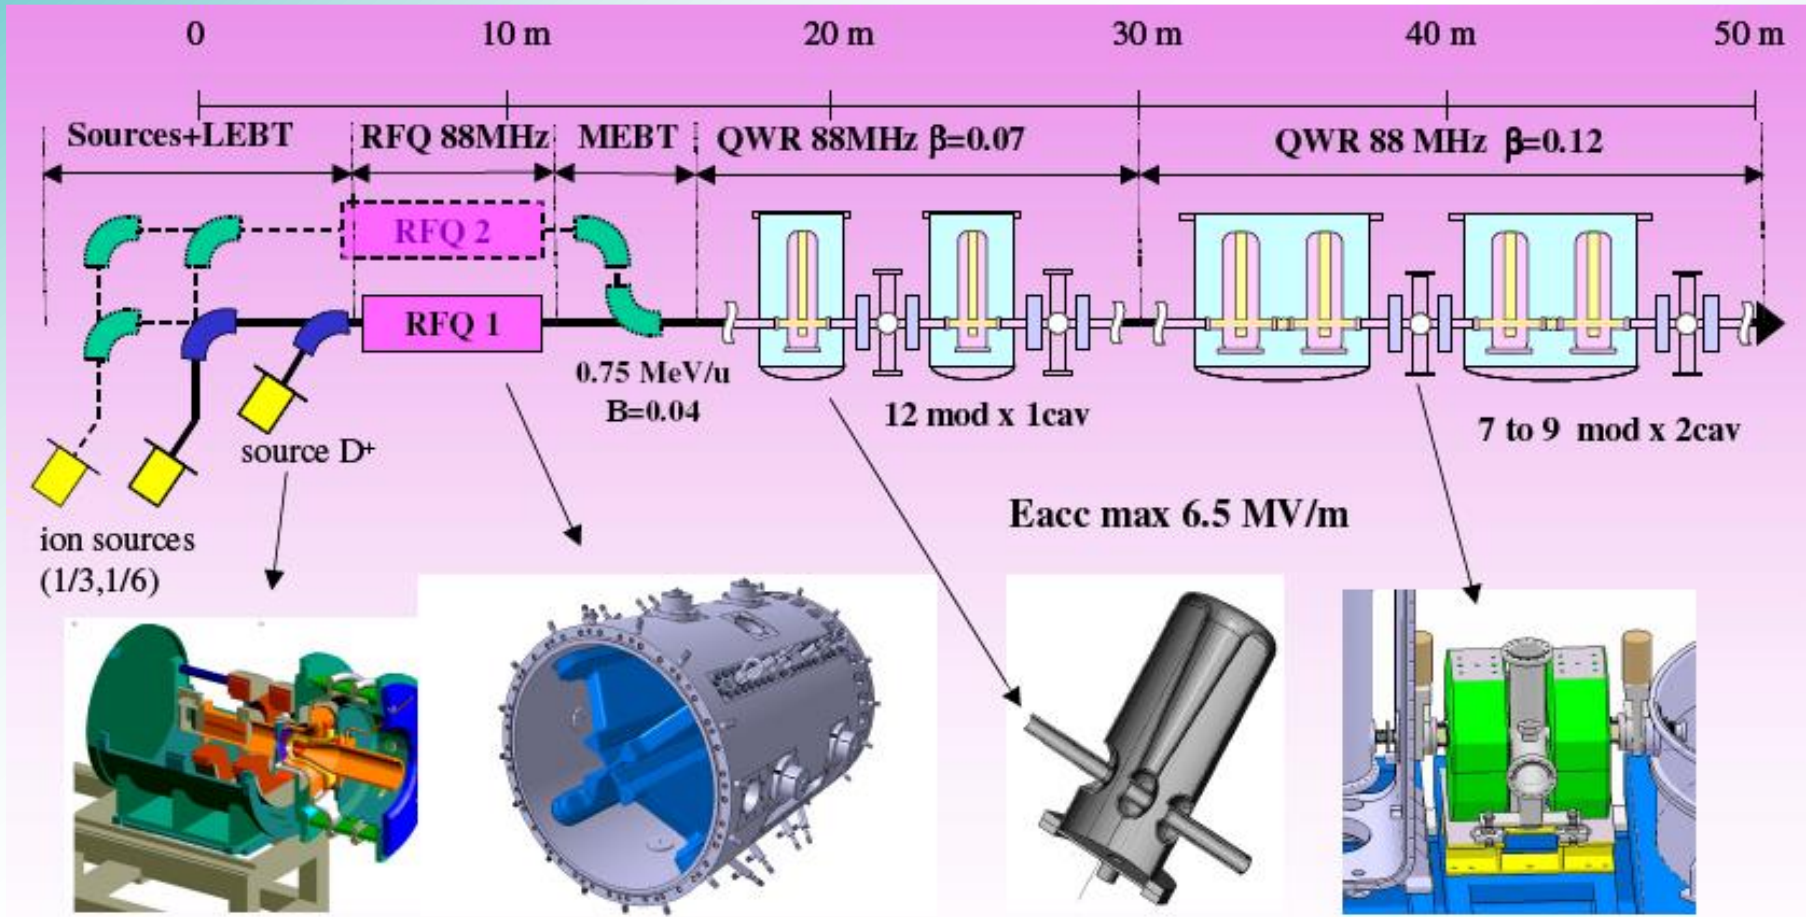 0 10 m 20 m 30 m 40 m 50 m
Sources+LEBT RFQ 88MHz MEBT QWR 88MHz β=0.07 QWR 88 MHz β=0.12
RFQ 2
RFQ 1
0.75 MeV/u
B=0.04
12 mod x 1cav
7 to 9 mod x 2cav
source D+
Eacc max 6.5 MV/m
ion sources
(1/3,1/6)